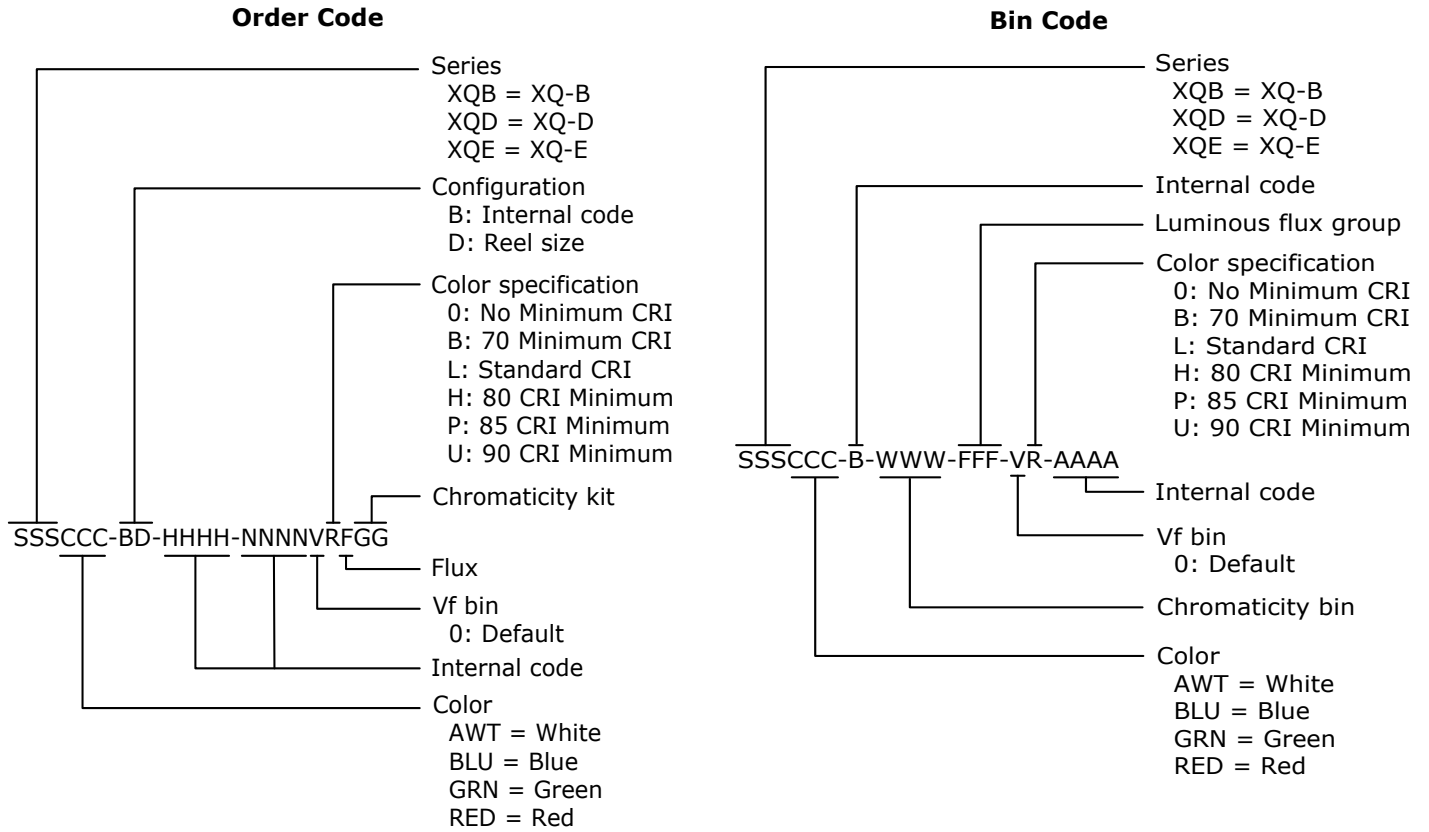 Order Code
Series
XQB = XQ-B
XQD = XQ-D
XQE = XQ-E
Configuration
B: Internal code
D: Reel size
Color specification
0: No Minimum CRI
B: 70 Minimum CRI
L: Standard CRI
H: 80 CRI Minimum
P: 85 CRI Minimum
U: 90 CRI Minimum
Chromaticity kit
SSSCCC-BD-HHHH-NNNNVRFGG
Flux
Vf bin
0: Default
Internal code
Color
AWT = White
BLU = Blue
GRN = Green
RED = Red
Bin Code
Series
XQB = XQ-B
XQD = XQ-D
XQE = XQ-E
Internal code
Luminous flux group
Color specification
0: No Minimum CRI
B: 70 Minimum CRI
L: Standard CRI
H: 80 CRI Minimum
P: 85 CRI Minimum
U: 90 CRI Minimum
SSSCCC-B-WWW-FFF-VR-AAAA
Internal code
Vf bin
0: Default
Chromaticity bin
Color
AWT = White
BLU = Blue
GRN = Green
RED = Red